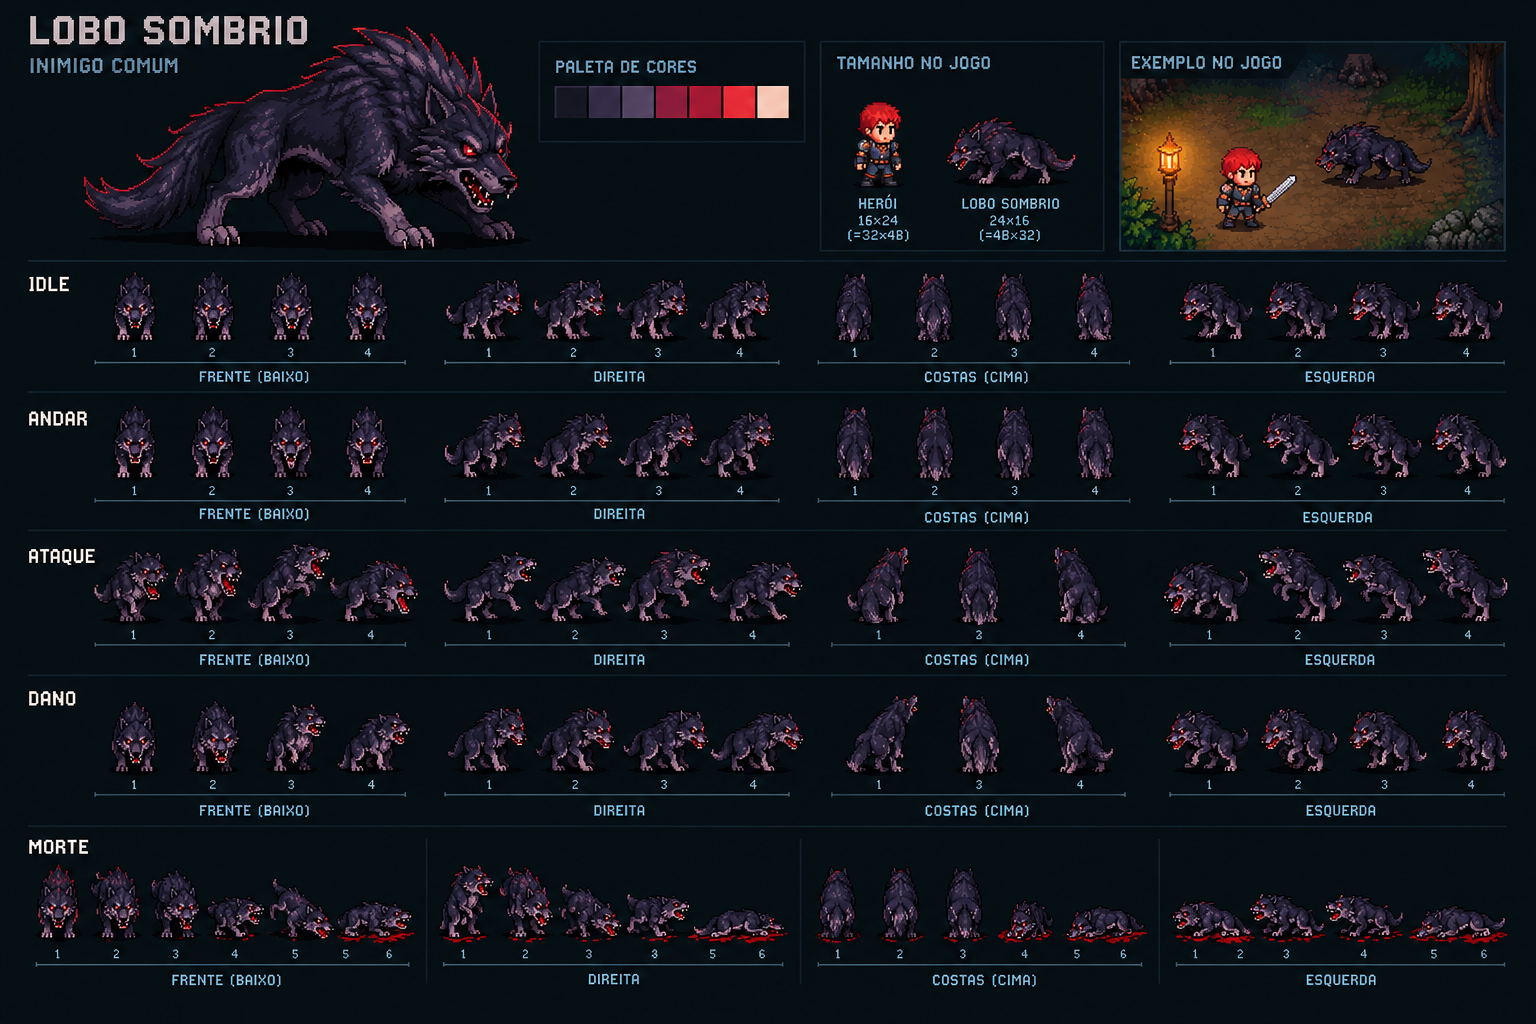 LOBO SOMBRIO
INIMIGO COMUM
PALETA DE CORES
TAMANHO NO JOGO
HERÓI
16×24
(=32×48)
LOBO SOMBRIO
24×16
(=48×32)
EXEMPLO NO JOGO
IDLE
1 2 3 4 1 2 3 4 1 2 3 4 1 2 3 4
FRENTE (BAIXO) DIREITA COSTAS (CIMA) ESQUERDA
ANDAR
1 2 3 4 1 2 3 4 1 2 3 4 1 2 3 4
FRENTE (BAIXO) DIREITA COSTAS (CIMA) ESQUERDA
ATAQUE
1 2 3 4 1 2 3 4 1 3 4 1 2 3 4
FRENTE (BAIXO) DIREITA COSTAS (CIMA) ESQUERDA
DANO
1 2 3 4 1 2 3 4 1 3 4 1 2 3 4
FRENTE (BAIXO) DIREITA COSTAS (CIMA) ESQUERDA
MORTE
1 2 3 4 5 5 6 1 2 3 3 5 6 1 2 3 4 5 6 1 2 3 4 5 6
FRENTE (BAIXO) DIREITA COSTAS (CIMA) ESQUERDA